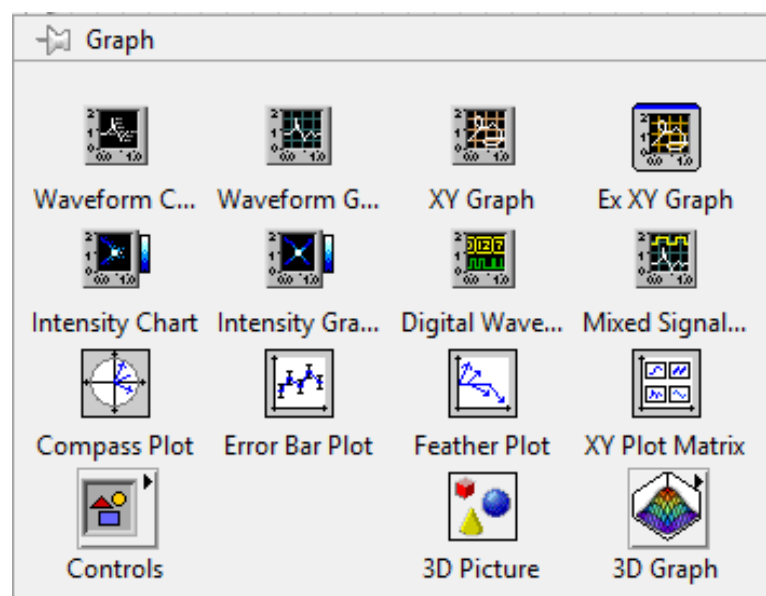 Graph
Waveform C... Waveform G... XY Graph Ex XY Graph
Intensity Chart Intensity Gra... Digital Wave... Mixed Signal...
Compass Plot Error Bar Plot Feather Plot XY Plot Matrix
Controls 3D Picture 3D Graph